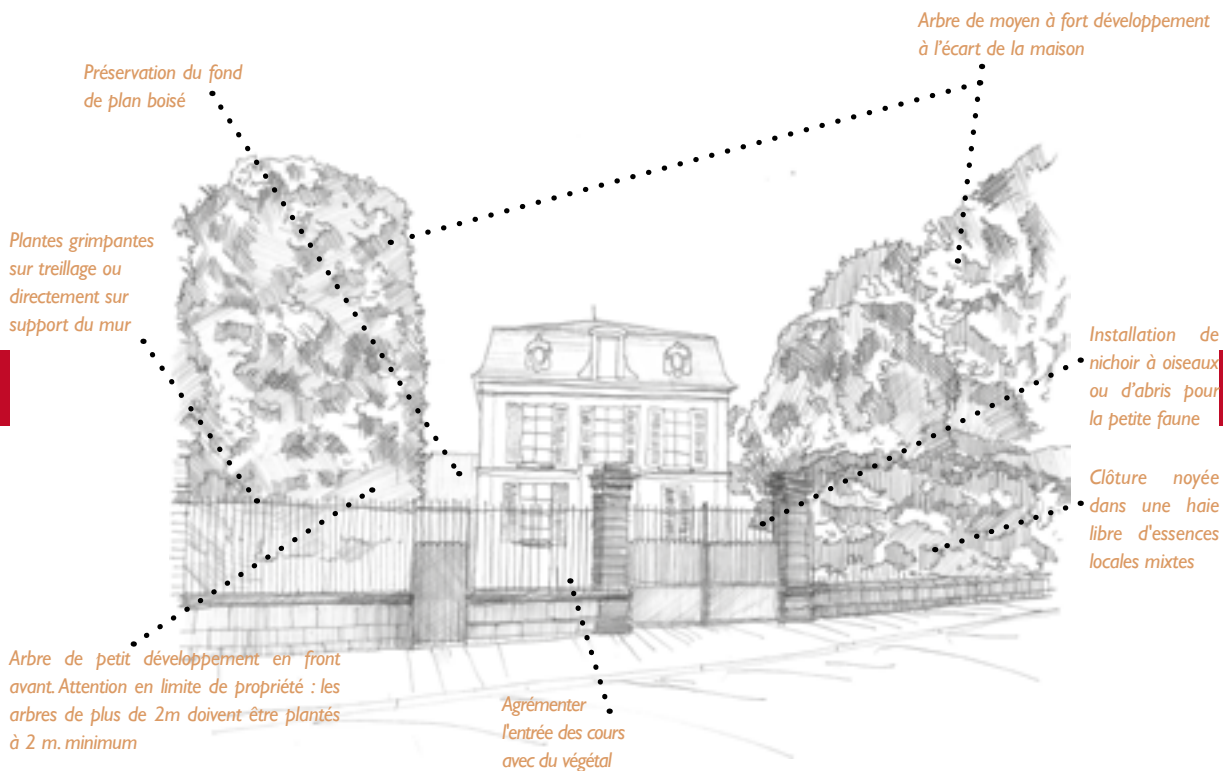 Arbre de moyen à fort développement
à l'écart de la maison
Préservation du fond
de plan boisé
Plantes grimpantes
sur treillage ou
directement sur
support du mur
Installation de
nichoir à oiseaux
ou d'abris pour
la petite faune
Clôture noyée
dans une haie
libre d'essences
locales mixtes
Arbre de petit développement en front
avant. Attention en limite de propriété : les
arbres de plus de 2m doivent être plantés
à 2 m. minimum
Agrémenter
l'entrée des cours
avec du végétal